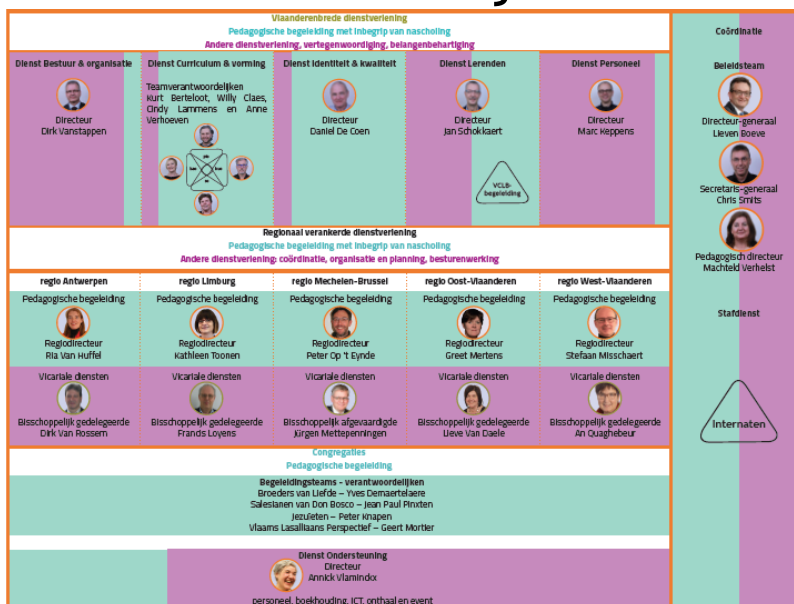 Vlaanderenbrede dienstverlening
Pedagogische begeleiding met inbegrip van nascholing
Andere dienstverlening, vertegenwoordiging, belangenbehartiging
Dienst Bestuur & organisatie
Directeur
Dirk Vanstappen
Dienst Curriculum & vorming
Teamverantwoordelijken
Kurt Berteloot, Willy Claes,
Cindy Lammens en Anne
Verhoeven
Dienst Identiteit & kwaliteit
Directeur
Daniel De Coen
Dienst Lerenden
Directeur
Jan Schokkaert
VCLB-
begeleiding
Dienst Personeel
Directeur
Marc Keppens
Regionaal verankerde dienstverlening
Pedagogische begeleiding met inbegrip van nascholing
Andere dienstverlening: coördinatie, organisatie en planning, besturenwerking
regio Antwerpen
Pedagogische begeleiding
Regiodirecteur
Ria Van Huffel
Vicariale diensten
Bisschoppelijk gedelegeerde
Dirk Van Rossem
regio Limburg
Pedagogische begeleiding
Regiodirecteur
Kathleen Toonen
Vicariale diensten
Bisschoppelijk gedelegeerde
Francis Loyens
regio Mechelen-Brussel
Pedagogische begeleiding
Regiodirecteur
Peter Op 't Eynde
Vicariale diensten
Bisschoppelijk afgevaardigde
Jürgen Mettepenningen
regio Oost-Vlaanderen
Pedagogische begeleiding
Regiodirecteur
Greet Mertens
Vicariale diensten
Bisschoppelijk gedelegeerde
Lieve Van Daele
regio West-Vlaanderen
Pedagogische begeleiding
Regiodirecteur
Stefaan Misschaert
Vicariale diensten
Bisschoppelijk gedelegeerde
An Quaghebeur
Congregaties
Pedagogische begeleiding
Begeleidingsteams - verantwoordelijken
Broeders van Liefde – Yves Demaertelaere
Salesianen van Don Bosco – Jean Paul Pinxten
Jezuïeten – Peter Knapen
Vlaams Lasalliaans Perspectief – Geert Mortier
Dienst Ondersteuning
Directeur
Annick Vlaminckx
personeel, boekhouding, ICT, onthaal en event
Coördinatie
Beleidsteam
Directeur-generaal
Lieven Boeve
Secretaris-generaal
Chris Smits
Pedagogisch directeur
Machteld Verhelst
Stafdienst
Internaten